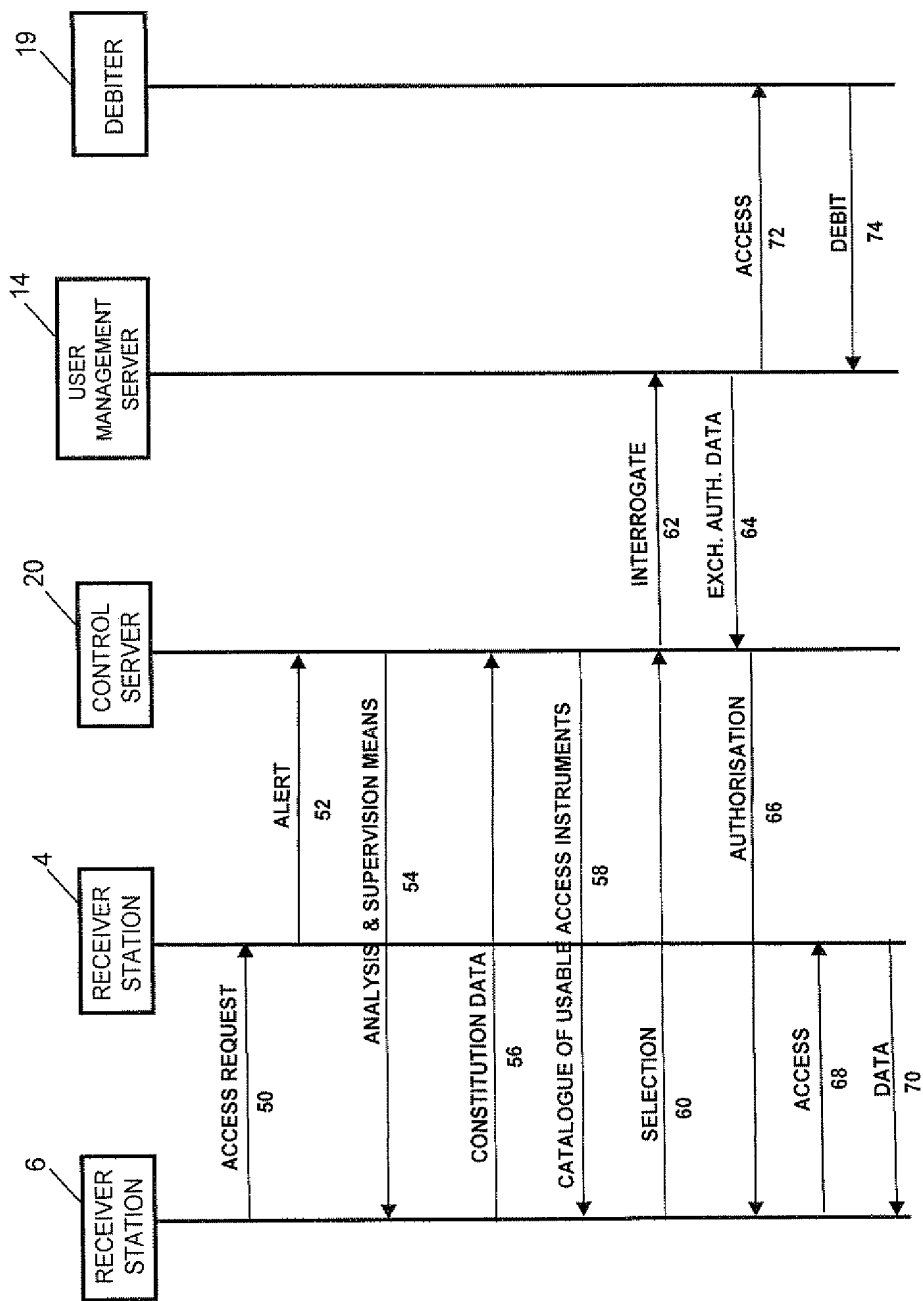 6
RECEIVER
STATION
4
RECEIVER
STATION
20
CONTROL
SERVER
14
USER
MANAGEMENT
SERVER
19
DEBITER
ACCESS REQUEST
50
ALERT
52
ANALYSIS & SUPERVISION MEANS
54
CONSTITUTION DATA
56
CATALOGUE OF USABLE ACCESS INSTRUMENTS
58
SELECTION
60
INTERROGATE
62
EXCH. AUTH. DATA
64
AUTHORISATION
66
ACCESS
68
DATA
70
ACCESS
72
DEBIT
74